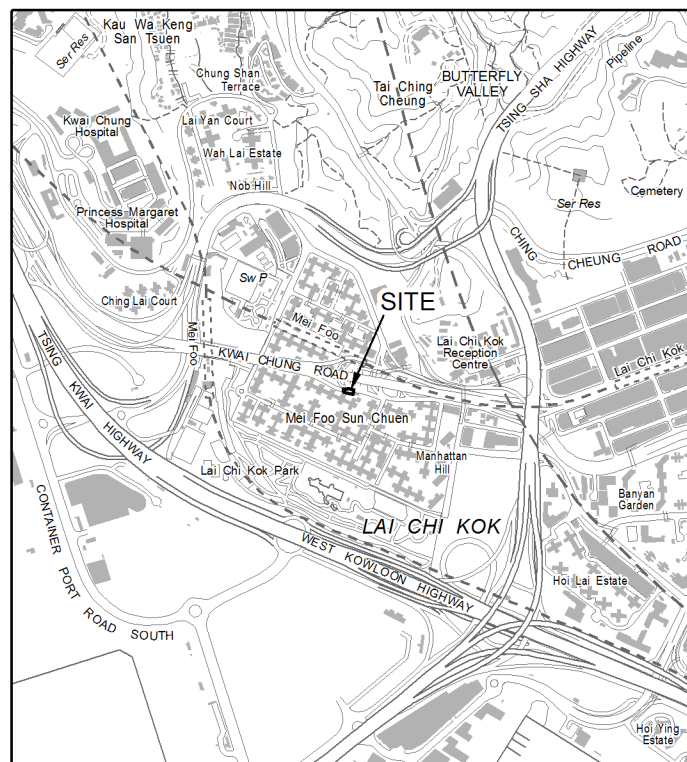 Kau Wa Keng
San Tsuen
Ser Res
Chung Shan
Terrace
Tai Ching
Cheung
BUTTERFLY
VALLEY
TSING SHA HIGHWAY
Pipeline
Kwai Chung
Hospital
Lai Yan Court
Wah Lai Estate
Nob Hill
Ser Res
Cemetery
Princess Margaret
Hospital
CHING CHEUNG ROAD
Sw P
Ching Lai Court
SITE
Mei Foo
Mei Foo
KWAI CHUNG ROAD
Lai Chi Kok
Reception
Centre
Lai Chi Kok
TSING KWAI HIGHWAY
Mei Foo Sun Chuen
Manhattan
Hill
Lai Chi Kok Park
Banyan
Garden
LAI CHI KOK
CONTAINER PORT ROAD SOUTH
WEST KOWLOON HIGHWAY
Hoi Lai Estate
Hoi Ying
Estate